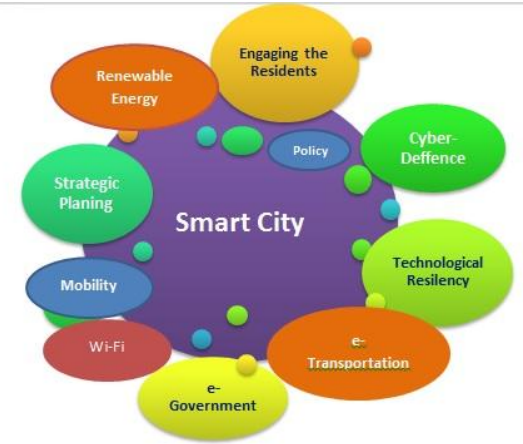 Engaging the
Residents
Renewable
Energy
Policy
Cyber-
Deffence
Strategic
Planing
Smart City
Technological
Resilency
Mobility
Wi-Fi
e-
Transportation
e-
Government